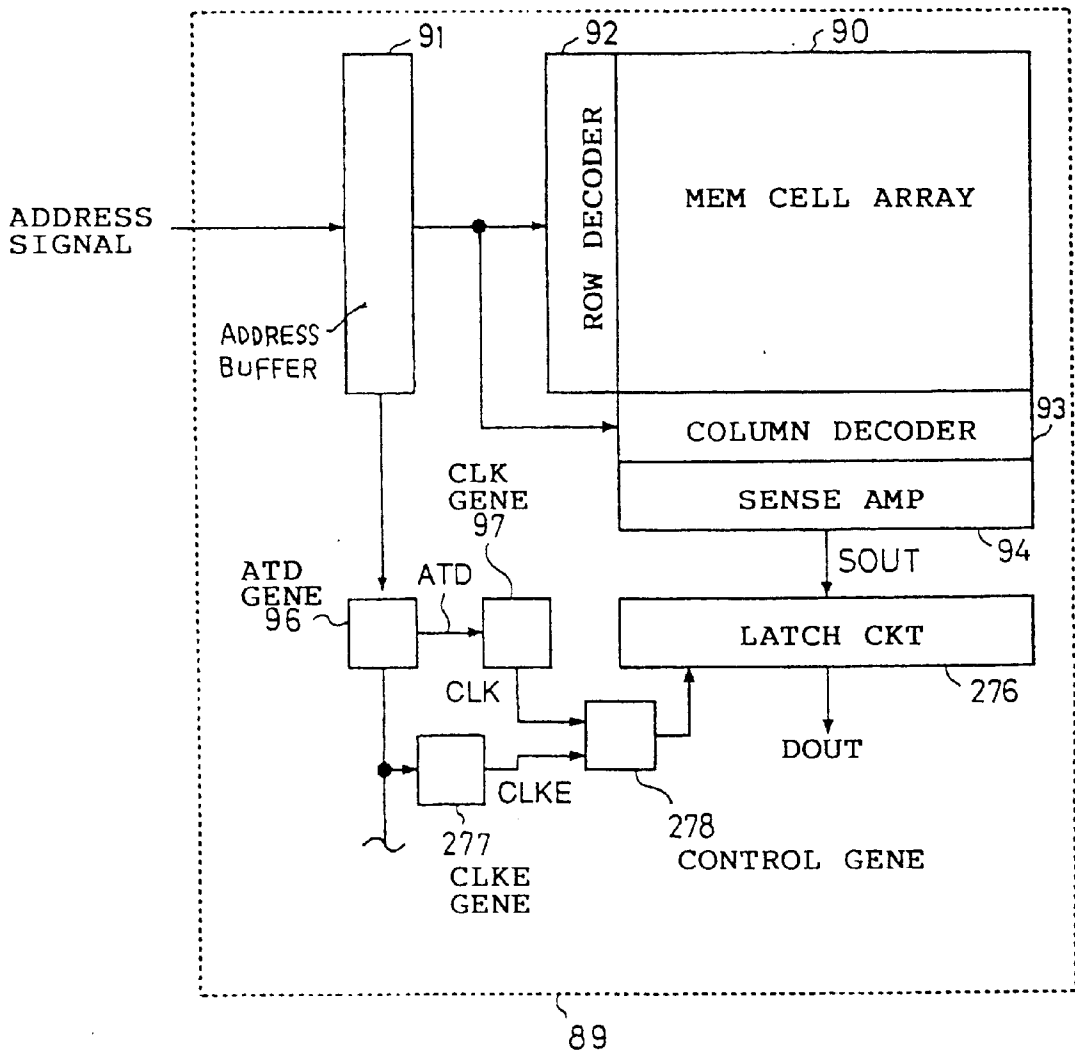 91
92
90
ROW DECODER
MEM CELL ARRAY
ADDRESS
SIGNAL
ADDRESS
BUFFER
COLUMN DECODER
93
SENSE AMP
94
CLK
GENE
97
SOUT
ATD
GENE
96
ATD
LATCH CKT
276
CLK
DOUT
CLKE
277
CLKE
GENE
278
CONTROL GENE
89